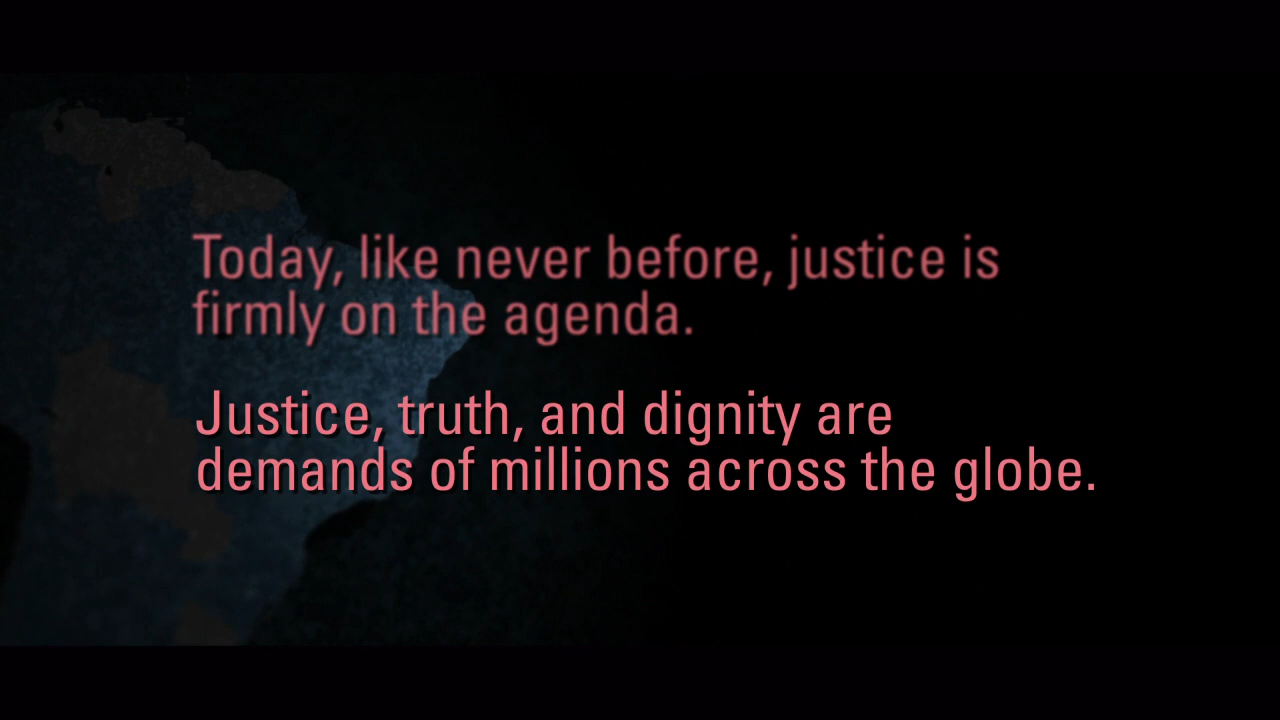 Today, like never before, justice is
firmly on the agenda.
Justice, truth, and dignity are
demands of millions across the globe.